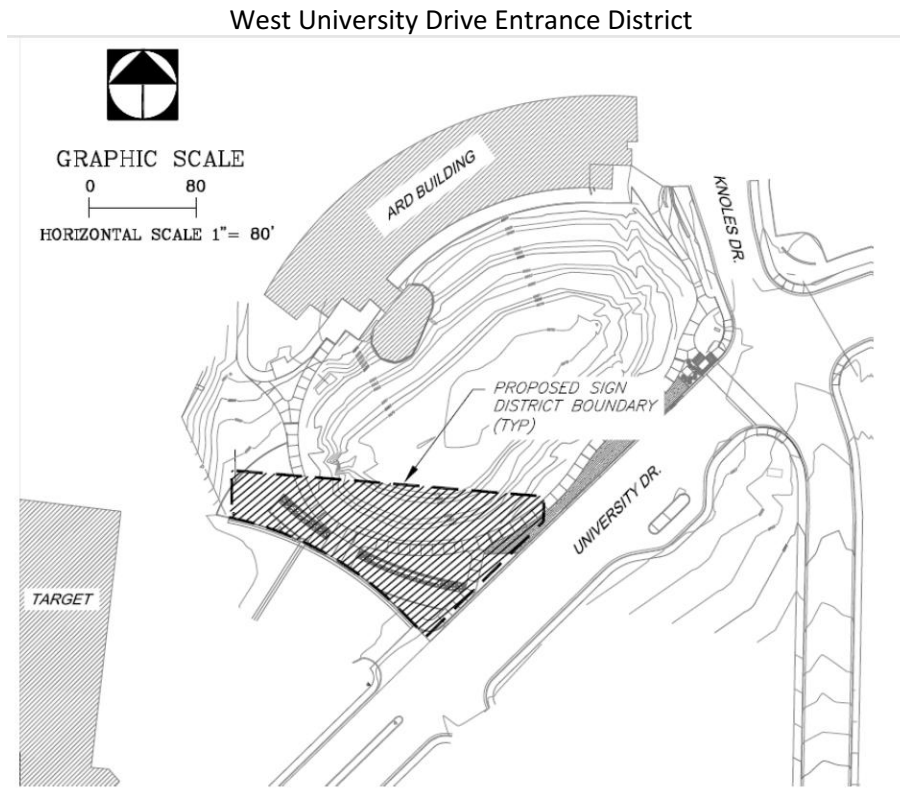 West University Drive Entrance District
GRAPHIC SCALE
0 80
HORIZONTAL SCALE 1"= 80'
ARD BUILDING
KNOLES DR.
PROPOSED SIGN
DISTRICT BOUNDARY
(TYP)
UNIVERSITY DR.
TARGET